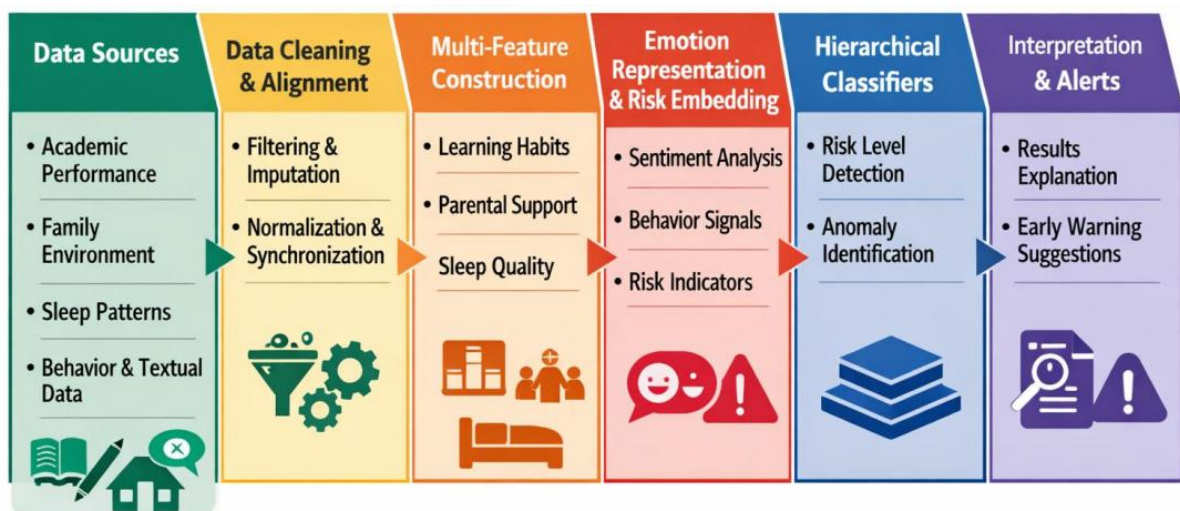 Data Sources
• Academic
Performance
• Family
Environment
• Sleep Patterns
• Behavior & Textual
Data
Data Cleaning
& Alignment
• Filtering &
Imputation
• Normalization &
Synchronization
Multi-Feature
Construction
• Learning Habits
• Parental Support
Sleep Quality
Emotion
Representation
& Risk Embedding
• Sentiment Analysis
• Behavior Signals
• Risk Indicators
Hierarchical
Classifiers
• Risk Level
Detection
• Anomaly
Identification
Interpretation
& Alerts
• Results
Explanation
• Early Warning
Suggestions